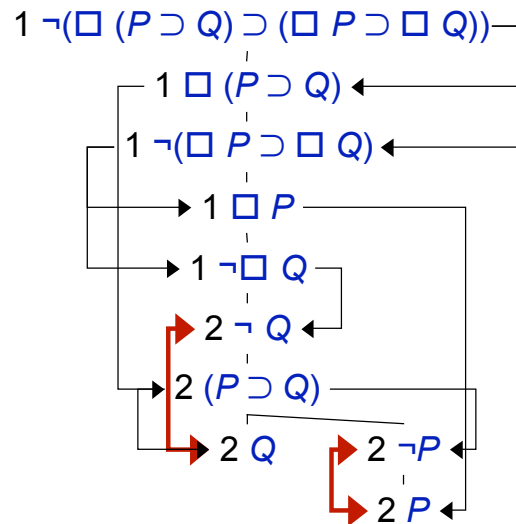 1 ¬(□ (P ⊃ Q) ⊃ (□ P ⊃ □ Q))
1 □ (P ⊃ Q)
1 ¬(□ P ⊃ □ Q)
1 □ P
1 ¬□ Q
2 ¬ Q
2 (P ⊃ Q)
2 Q 2 ¬P
2 P